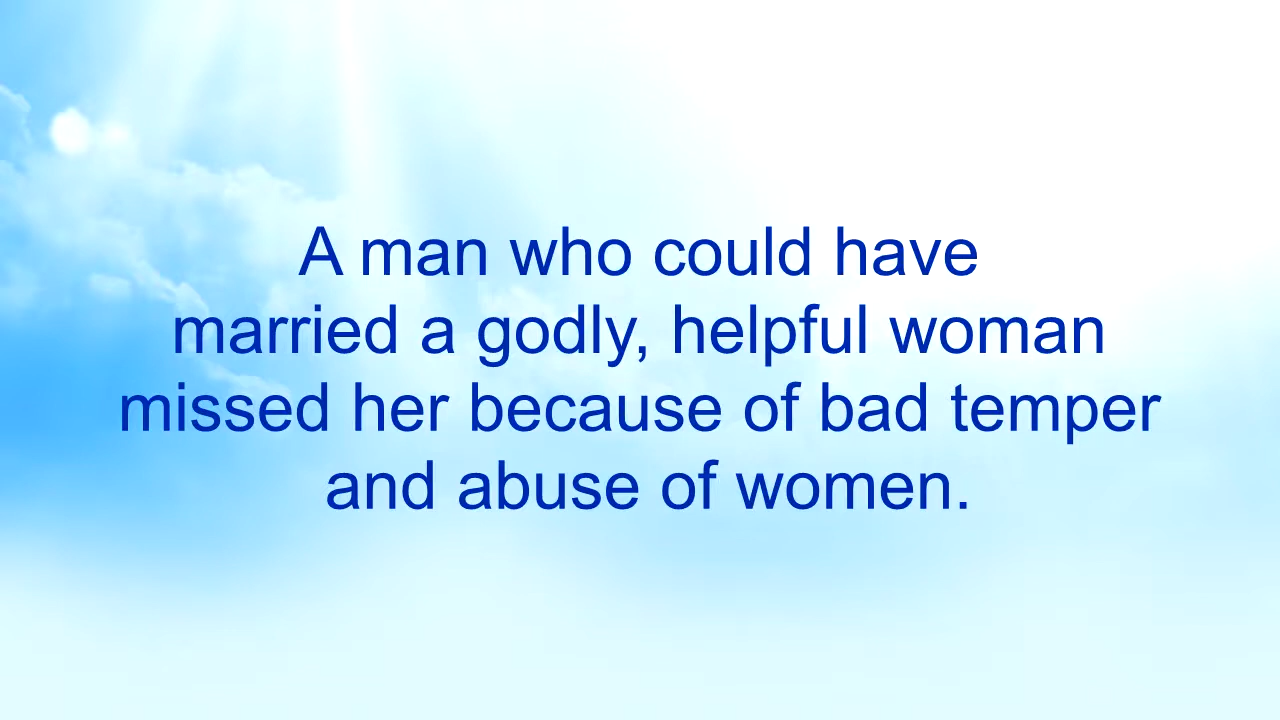 A man who could have
married a godly, helpful woman
missed her because of bad temper
and abuse of women.